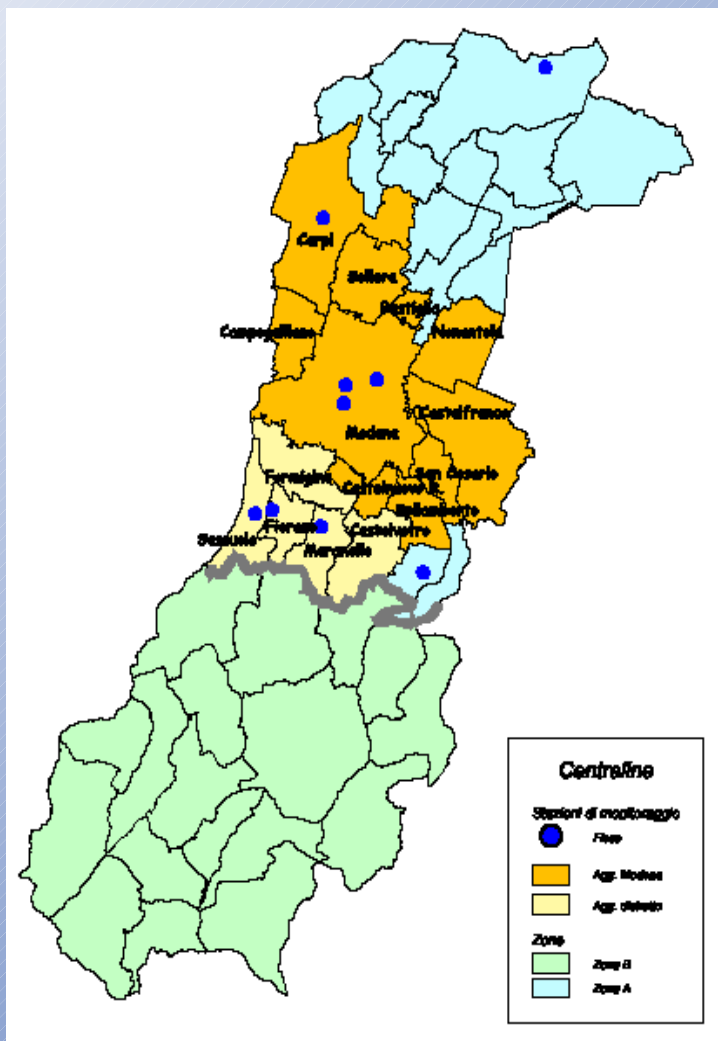 Carpi
Soliera
Bastiglia
Campogalliano
Nonantola
Castelfranco
Modena
San Cesario
Formigine
Castelnuovo R.
Spilamberto
Fiorano
Castelvetro
Sassuolo
Maranello
Centraline
Stazioni di monitoraggio
Fisse
Agg. Modena
Agg. distretto
Zone
Zona B
Zona A